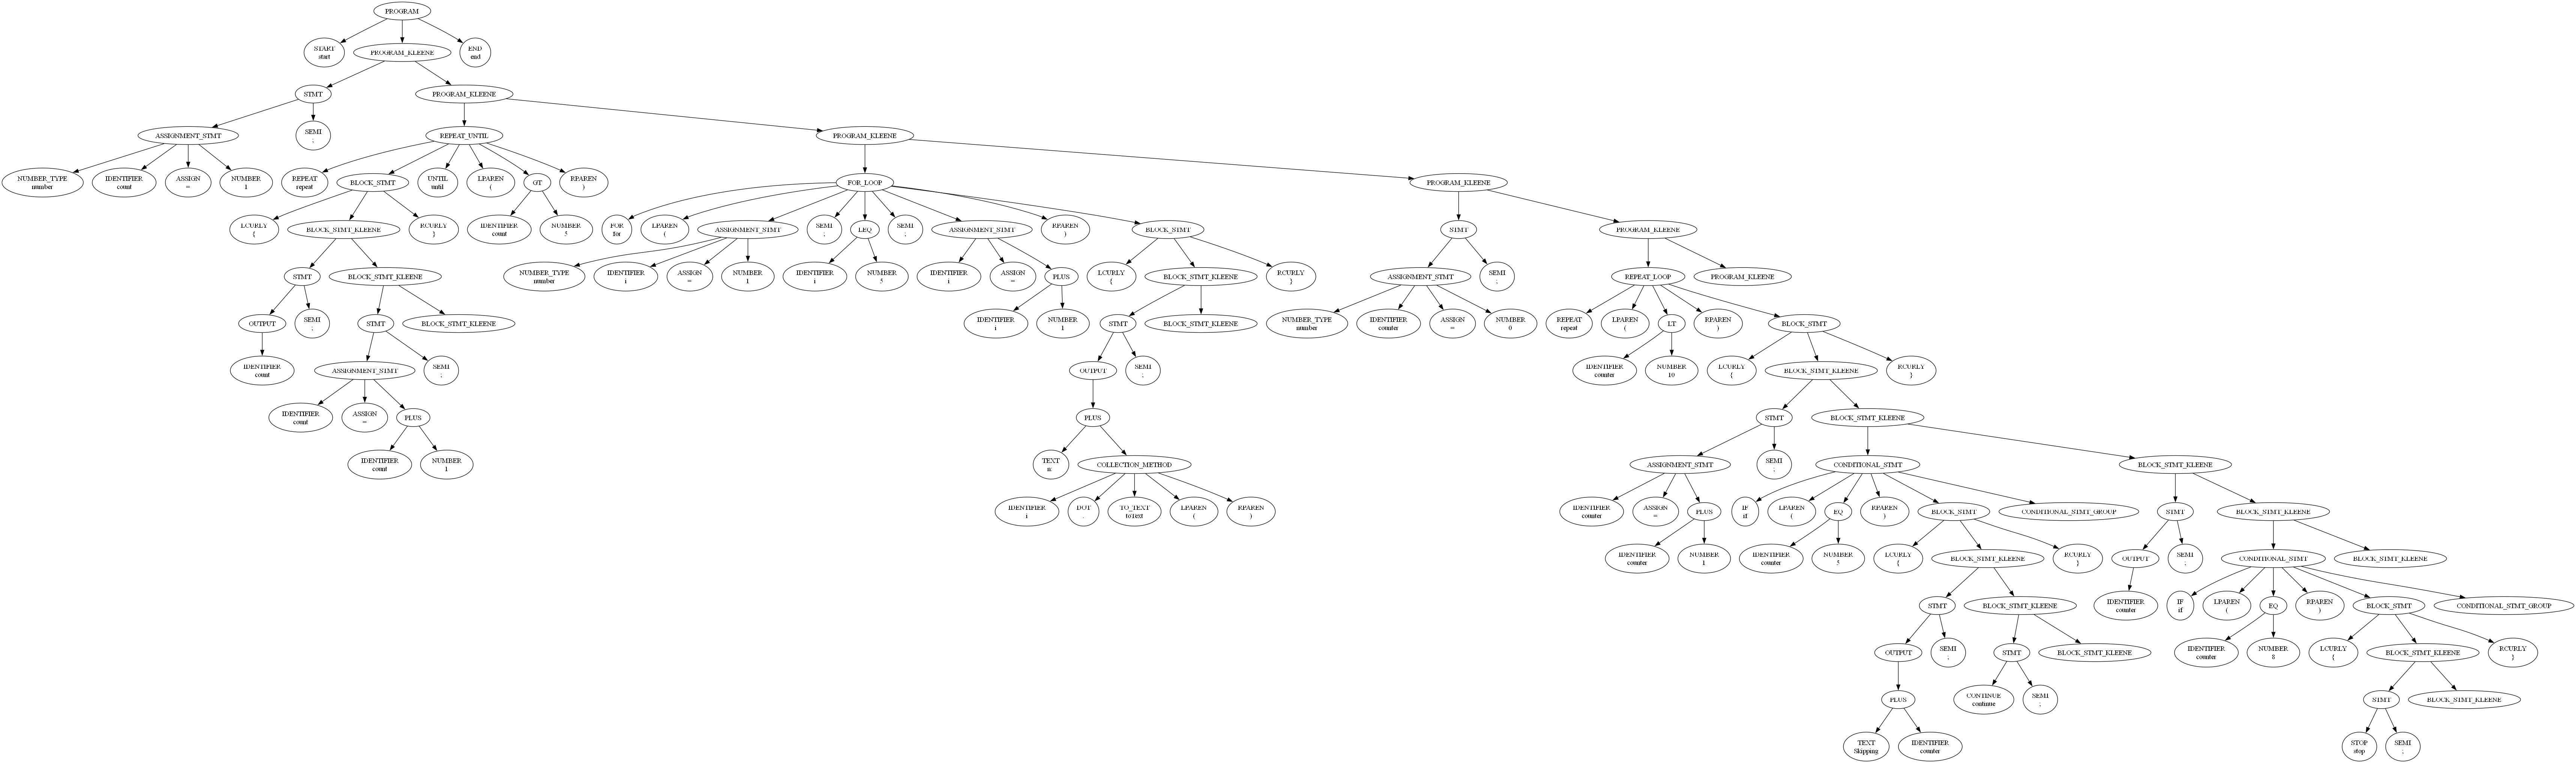 PROGRAM
START
start
PROGRAM_KLEENE
END
end
STMT
PROGRAM_KLEENE
ASSIGNMENT_STMT
SEMI
;
REPEAT_UNTIL
PROGRAM_KLEENE
NUMBER_TYPE
number
IDENTIFIER
count
ASSIGN
=
NUMBER
1
REPEAT
repeat
BLOCK_STMT
UNTIL
until
LPAREN
(
GT
RPAREN
)
FOR_LOOP
PROGRAM_KLEENE
LCURLY
{
BLOCK_STMT_KLEENE
RCURLY
}
IDENTIFIER
count
NUMBER
5
FOR
for
LPAREN
(
ASSIGNMENT_STMT
SEMI
;
LEQ
SEMI
;
ASSIGNMENT_STMT
RPAREN
)
BLOCK_STMT
STMT
PROGRAM_KLEENE
STMT
BLOCK_STMT_KLEENE
NUMBER_TYPE
number
IDENTIFIER
i
ASSIGN
=
NUMBER
1
IDENTIFIER
i
NUMBER
5
IDENTIFIER
i
ASSIGN
=
PLUS
LCURLY
{
BLOCK_STMT_KLEENE
RCURLY
}
ASSIGNMENT_STMT
SEMI
;
REPEAT_LOOP
PROGRAM_KLEENE
OUTPUT
SEMI
;
STMT
BLOCK_STMT_KLEENE
IDENTIFIER
i
NUMBER
1
STMT
BLOCK_STMT_KLEENE
NUMBER_TYPE
number
IDENTIFIER
counter
ASSIGN
=
NUMBER
0
REPEAT
repeat
LPAREN
(
LT
RPAREN
)
BLOCK_STMT
IDENTIFIER
count
ASSIGNMENT_STMT
SEMI
;
OUTPUT
SEMI
;
IDENTIFIER
counter
NUMBER
10
LCURLY
{
BLOCK_STMT_KLEENE
RCURLY
}
IDENTIFIER
count
ASSIGN
=
PLUS
PLUS
STMT
BLOCK_STMT_KLEENE
IDENTIFIER
count
NUMBER
1
TEXT
COLLECTION_METHOD
ASSIGNMENT_STMT
SEMI
;
CONDITIONAL_STMT
BLOCK_STMT_KLEENE
IDENTIFIER
i
DOT
.
TO_TEXT
toText
LPAREN
(
RPAREN
)
IDENTIFIER
counter
ASSIGN
=
PLUS
IF
if
LPAREN
(
EQ
RPAREN
)
BLOCK_STMT
CONDITIONAL_STMT_GROUP
STMT
BLOCK_STMT_KLEENE
IDENTIFIER
counter
NUMBER
1
IDENTIFIER
counter
NUMBER
5
LCURLY
{
BLOCK_STMT_KLEENE
RCURLY
}
OUTPUT
SEMI
;
CONDITIONAL_STMT
BLOCK_STMT_KLEENE
STMT
BLOCK_STMT_KLEENE
IDENTIFIER
counter
IF
if
LPAREN
(
EQ
RPAREN
)
BLOCK_STMT
CONDITIONAL_STMT_GROUP
OUTPUT
SEMI
;
STMT
BLOCK_STMT_KLEENE
IDENTIFIER
counter
NUMBER
8
LCURLY
{
BLOCK_STMT_KLEENE
RCURLY
}
PLUS
CONTINUE
continue
SEMI
;
STMT
BLOCK_STMT_KLEENE
TEXT
Skipping
IDENTIFIER
counter
STOP
stop
SEMI
;